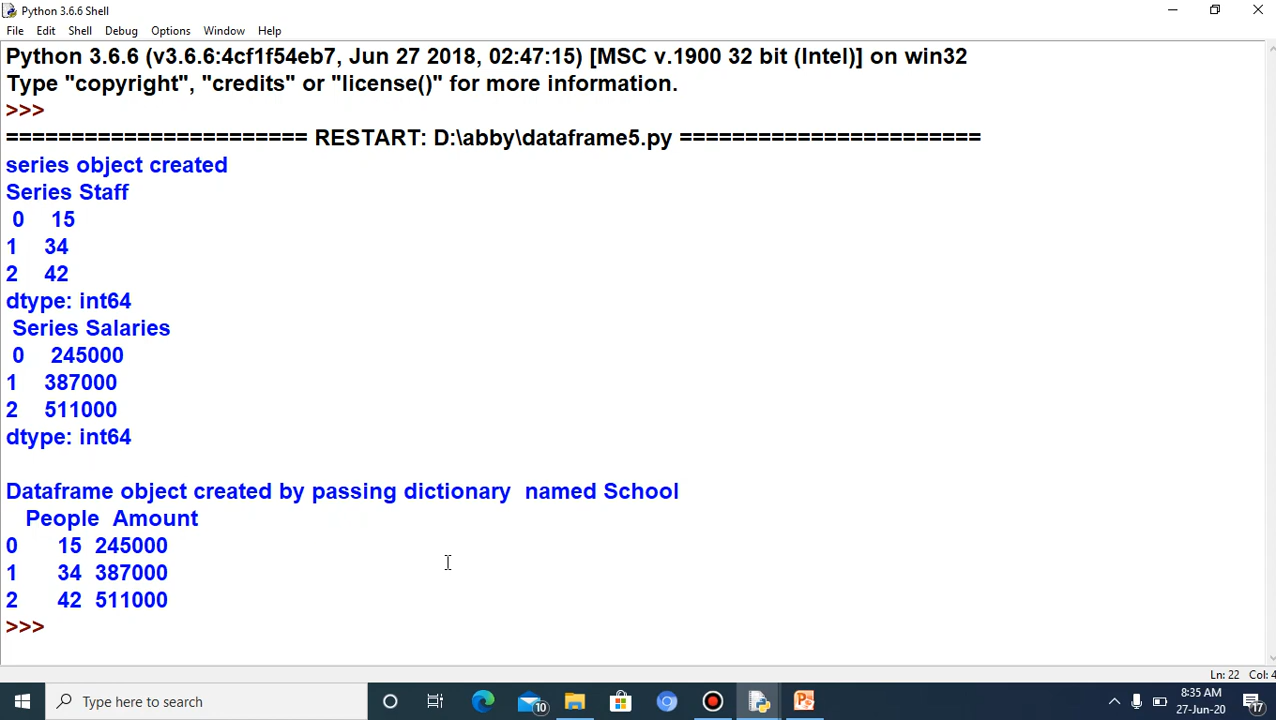 Python 3.6.6 Shell
File Edit Shell Debug Options Window Help
Python 3.6.6 (v3.6.6:4cf1f54eb7, Jun 27 2018, 02:47:15) [MSC v.1900 32 bit (Intel)] on win32
Type "copyright", "credits" or "license()" for more information.
>>>
======================= RESTART: D:\abby\dataframe5.py =======================
series object created
Series Staff
0 15
1 34
2 42
dtype: int64
Series Salaries
0 245000
1 387000
2 511000
dtype: int64
Dataframe object created by passing dictionary  named School
People Amount
0 15 245000
1 34 387000
2 42 511000
>>>
Ln: 22 Col: 4
Type here to search
10
8:35 AM
27-Jun-20
17